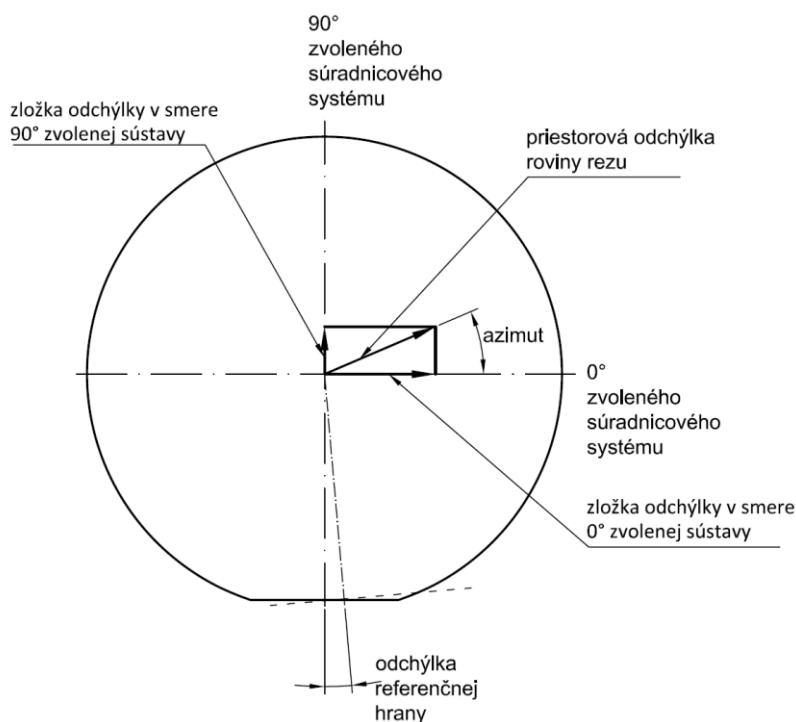 90°
zvoleného
súradnicového
systému
zložka odchýlky v smere
90° zvolenej sústavy
priestorová odchýlka
roviny rezu
azimut
0°
zvoleného
súradnicového
systému
zložka odchýlky v smere
0° zvolenej sústavy
odchýlka
referenčnej
hrany